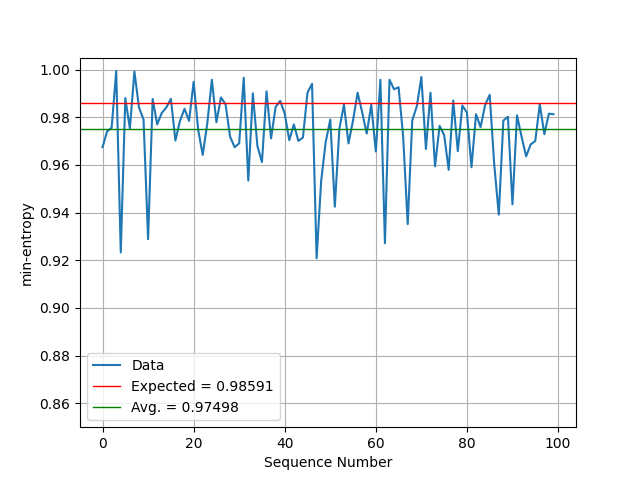 1.00
0.98
0.96
0.94
0.92
0.90
0.88
0.86
min-entropy
Data
Expected = 0.98591
Avg. = 0.97498
0 20 40 60 80 100
Sequence Number